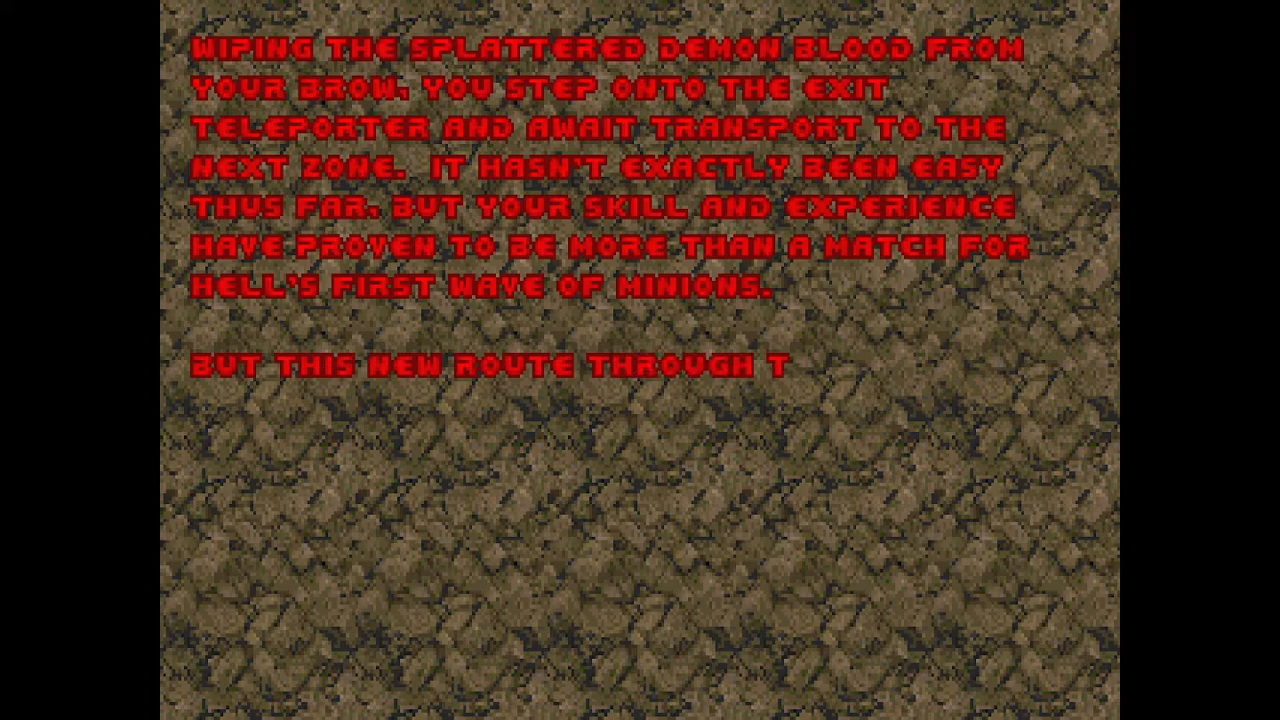 WIPING THE SPLATTERED DEMON BLOOD FROM
YOUR BROW, YOU STEP ONTO THE EXIT
TELEPORTER AND AWAIT TRANSPORT TO THE
NEXT ZONE.  IT HASN'T EXACTLY BEEN EASY
THUS FAR, BUT YOUR SKILL AND EXPERIENCE
HAVE PROVEN TO BE MORE THAN A MATCH FOR
HELL'S FIRST WAVE OF MINIONS.
BUT THIS NEW ROUTE THROUGH T